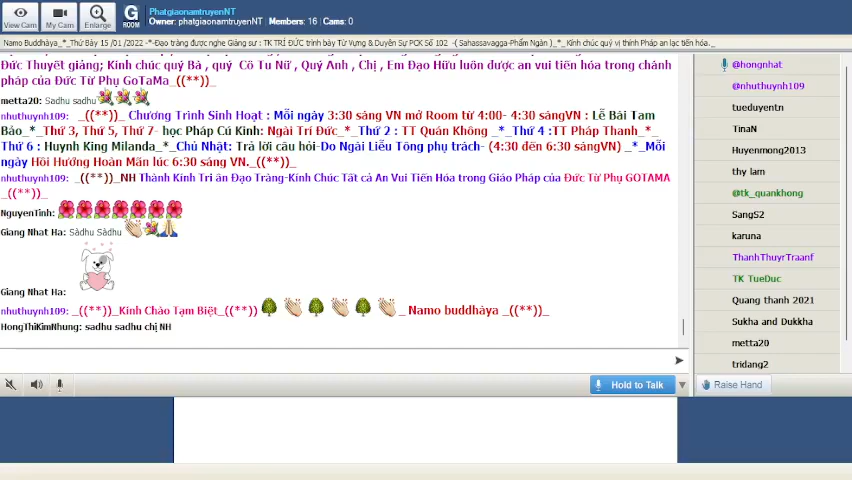 View Cam
My Cam
Enlarge
G
ROOM
PhatgiaonamtruyenNT
Owner: phatgiaonamtruyenNT Members: 16 | Cams: 0
Namo Buddhàya_*_Thứ Bảy 15 /01 /2022 -*-Đạo tràng được nghe Giảng sư : TK TRÍ ĐỨC trình bày Từ Vựng & Duyên Sự PCK Số 102 -( Sahassavagga-Phẩm Ngàn )_*_ Kính chúc quý vị thính Pháp an lạc tiến hóa._
Đức Thuyết giảng; Kính chúc quý Bà , quý Cô Tu Nữ , Quý Anh , Chị , Em Đạo Hữu luôn được an vui tiến hóa trong chánh
pháp của Đức Từ Phụ GoTaMa_((**))_
metta20: Sadhu sadhu
nhuthuynh109: _((**))_ Chương Trình Sinh Hoạt : Mỗi ngày 3:30 sáng VN mở Room từ 4:00- 4:30 sángVN : Lễ Bái Tam
Bảo_*_Thứ 3, Thứ 5, Thứ 7- học Pháp Cú Kinh: Ngài Trí Đức_*_Thứ 2 : TT Quán Không _*_Thứ 4 :TT Pháp Thanh_*_
Thứ 6 : Huynh King Milanda_*_Chủ Nhật: Trả lời câu hỏi-Do Ngài Liễu Tông phụ trách- (4:30 đến 6:30 sángVN) _*_Mỗi
ngày Hồi Hướng Hoàn Mãn lúc 6:30 sáng VN._((**))_
nhuthuynh109: _((**))_NH Thành Kính Tri ân Đạo Tràng-Kính Chúc Tất cả An Vui Tiến Hóa trong Giáo Pháp của Đức Từ Phụ GOTAMA
_((**))_
NguyenTinh:
Giang Nhat Ha: Sàdhu Sàdhu
Giang Nhat Ha:
nhuthuynh109: _((**))_Kính Chào Tạm Biệt_((**)) _ Namo buddhàya _((**))_
HongThiKimNhung: sadhu sadhu chị NH
Hold to Talk
@hongnhat
@nhuthuynh109
tueduyentn
TinaN
Huyenmong2013
thy lam
@tk_quankhong
SangS2
karuna
ThanhThuyrTraanf
TK TueDuc
Quang thanh 2021
Sukha and Dukkha
metta20
tridang2
Raise Hand